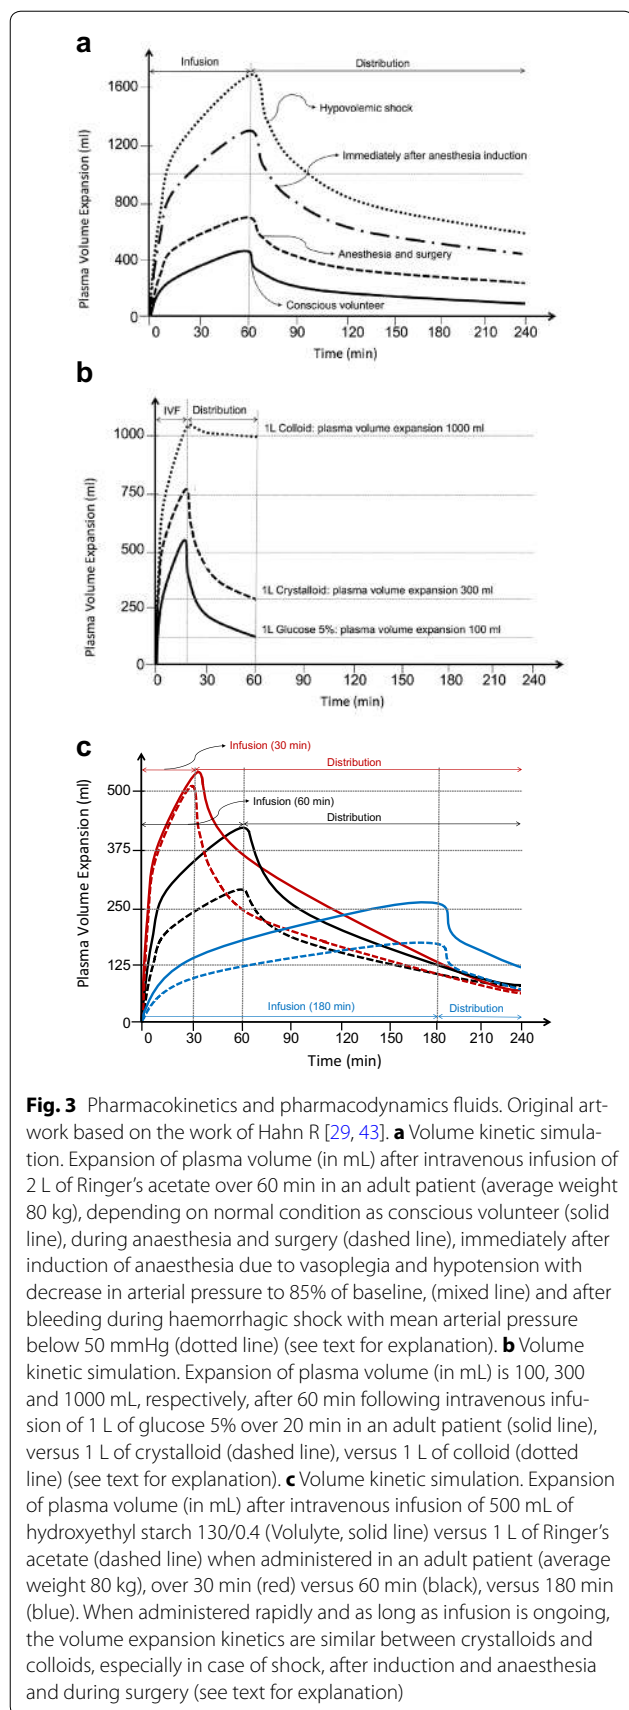 a
Infusion
Distribution
1600
1200
800
400
0
Plasma Volume Expansion (ml)
Hypovolemic shock
Immediately after anesthesia induction
Anesthesia and surgery
Conscious volunteer
0 30 60 90 120 150 180 210 240
Time (min)
b
IVF
Distribution
1000
750
500
250
0
Plasma Volume Expansion (ml)
1L Colloid: plasma volume expansion 1000 ml
1L Crystalloid: plasma volume expansion 300 ml
1L Glucose 5%: plasma volume expansion 100 ml
0 30 60 90 120 150 180 210 240
Time (min)
c
Infusion (30 min)
Distribution
Infusion (60 min)
Distribution
500
375
250
125
0
Plasma Volume Expansion (ml)
Infusion (180 min)
Distribution
0 30 60 90 120 150 180 210 240
Time (min)
Fig. 3 Pharmacokinetics and pharmacodynamics fluids. Original art-
work based on the work of Hahn R [29, 43]. a Volume kinetic simula-
tion. Expansion of plasma volume (in mL) after intravenous infusion of
2 L of Ringer's acetate over 60 min in an adult patient (average weight
80 kg), depending on normal condition as conscious volunteer (solid
line), during anaesthesia and surgery (dashed line), immediately after
induction of anaesthesia due to vasoplegia and hypotension with
decrease in arterial pressure to 85% of baseline, (mixed line) and after
bleeding during haemorrhagic shock with mean arterial pressure
below 50 mmHg (dotted line) (see text for explanation). b Volume
kinetic simulation. Expansion of plasma volume (in mL) is 100, 300
and 1000 mL, respectively, after 60 min following intravenous infu-
sion of 1 L of glucose 5% over 20 min in an adult patient (solid line),
versus 1 L of crystalloid (dashed line), versus 1 L of colloid (dotted
line) (see text for explanation). c Volume kinetic simulation. Expansion
of plasma volume (in mL) after intravenous infusion of 500 mL of
hydroxyethyl starch 130/0.4 (Volulyte, solid line) versus 1 L of Ringer's
acetate (dashed line) when administered in an adult patient (average
weight 80 kg), over 30 min (red) versus 60 min (black), versus 180 min
(blue). When administered rapidly and as long as infusion is ongoing,
the volume expansion kinetics are similar between crystalloids and
colloids, especially in case of shock, after induction and anaesthesia
and during surgery (see text for explanation)